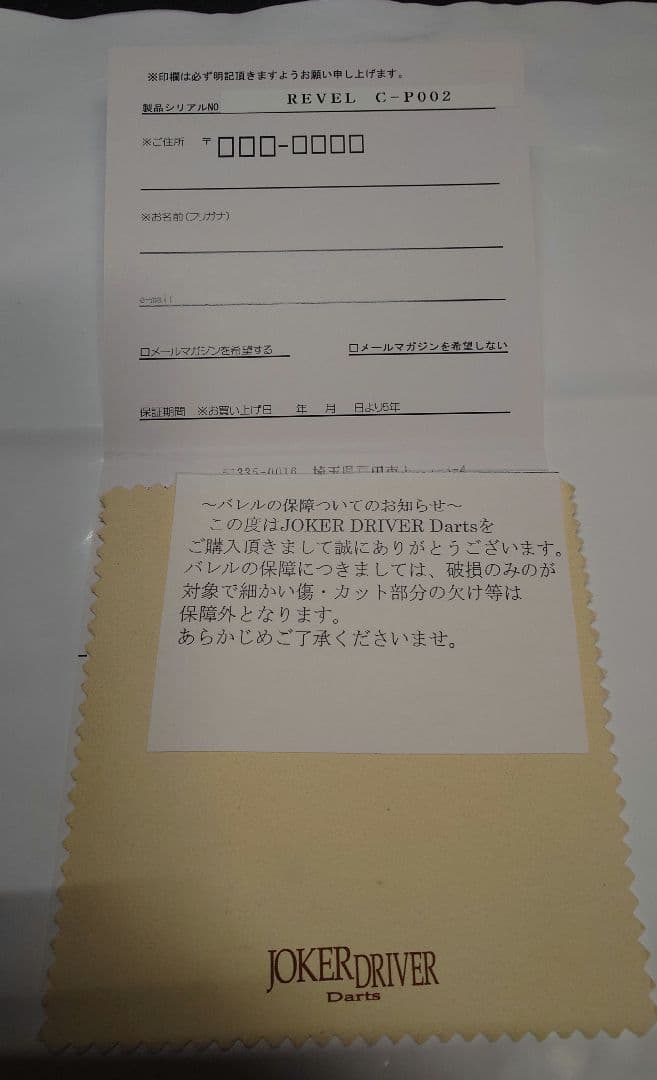 ※印欄は必ず明記頂きますようお願い申し上げます。
製品シリアルNO REVEL C-P002
※ご住所 〒□□□-□□□□
※お名前(フリガナ)
e-mail
□メールマガジンを希望する □メールマガジンを希望しない
保証期間 ※お買い上げ日 年 月 日より5年
〒335-0016 埼玉県戸田市
～バレルの保障ついてのお知らせ～
この度はJOKER DRIVER Dartsを
ご購入頂きまして誠にありがとうございます。
バレルの保障につきましては、破損のみのが
対象で細かい傷・カット部分の欠け等は
保障外となります。
あらかじめご了承くださいませ。
JOKER DRIVER
Darts